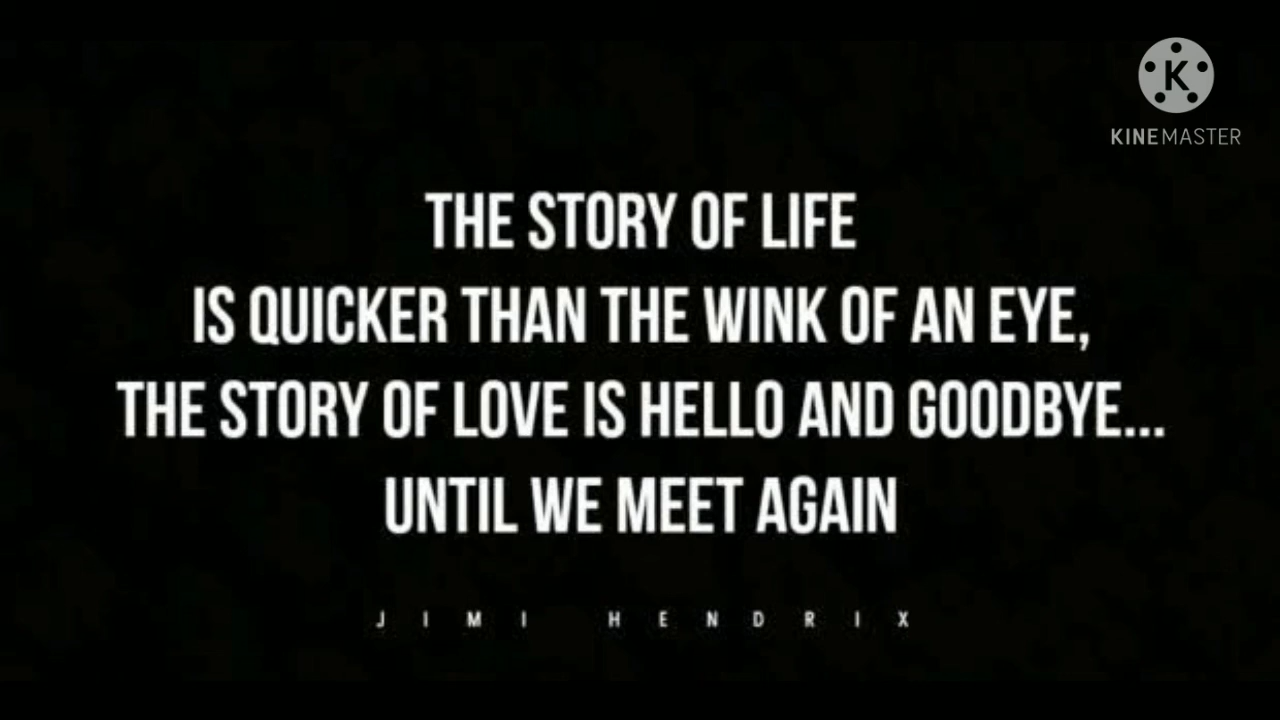 K
KINEMASTER
THE STORY OF LIFE
IS QUICKER THAN THE WINK OF AN EYE,
THE STORY OF LOVE IS HELLO AND GOODBYE...
UNTIL WE MEET AGAIN
JIMI HENDRIX